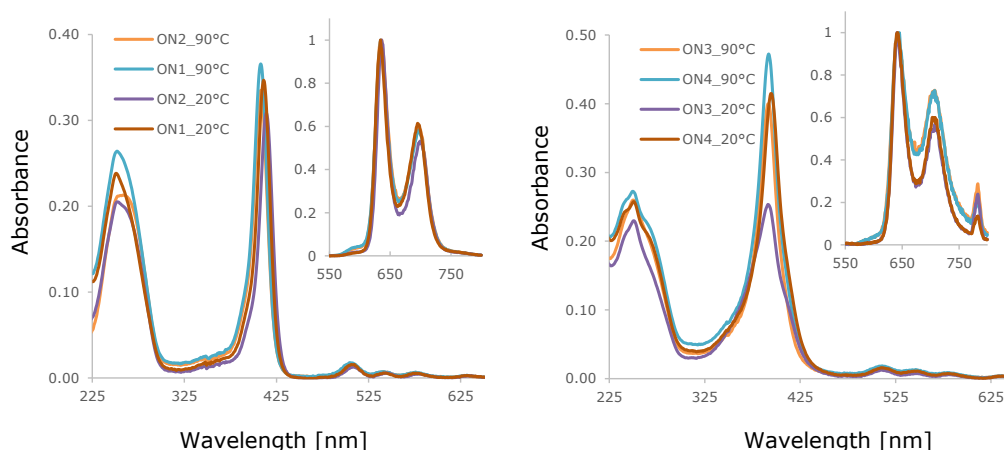 0.40
0.30
0.20
0.10
0.00
Absorbance
ON2_90°C
ON1_90°C
ON2_20°C
ON1_20°C
1
0.8
0.6
0.4
0.2
0
550 650 750
225 325 425 525 625
Wavelength [nm]
0.50
0.40
0.30
0.20
0.10
0.00
Absorbance
ON3_90°C
ON4_90°C
ON3_20°C
ON4_20°C
1
0.8
0.6
0.4
0.2
0
550 650 750
225 325 425 525 625
Wavelength [nm]